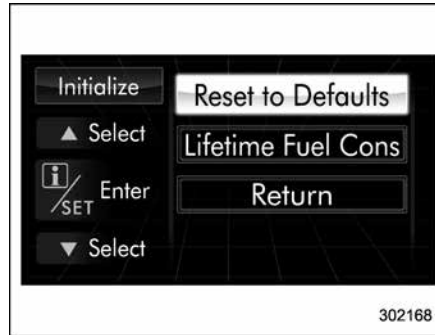 Initialize
▲ Select
i/SET Enter
▼ Select
Reset to Defaults
Lifetime Fuel Cons
Return
302168